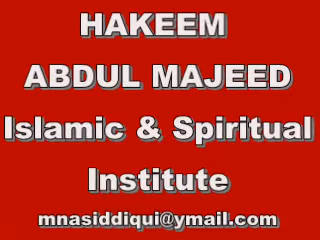 HAKEEM
ABDUL MAJEED
Islamic & Spiritual
Institute
mnasiddiqui@ymail.com